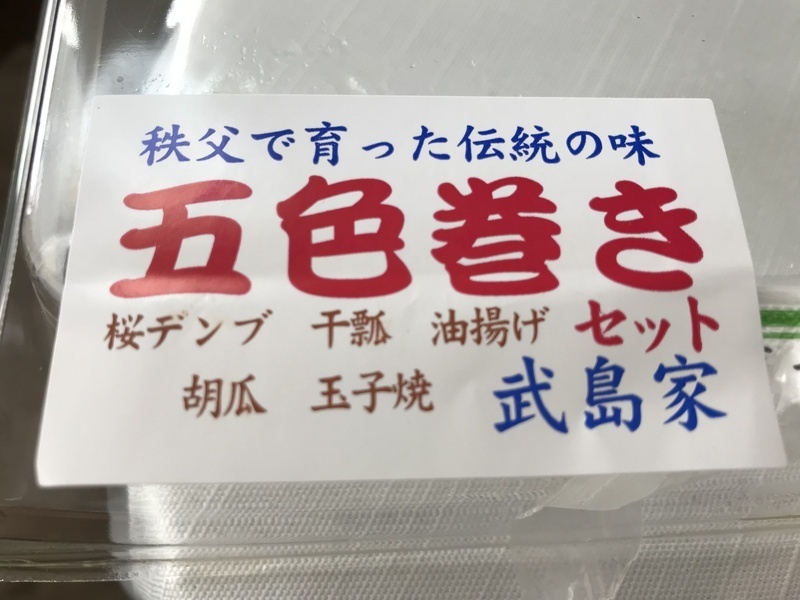 秩父で育った伝統の味
五色巻き
桜デンブ 干瓢 油揚げ セット
胡瓜 玉子焼 武島家